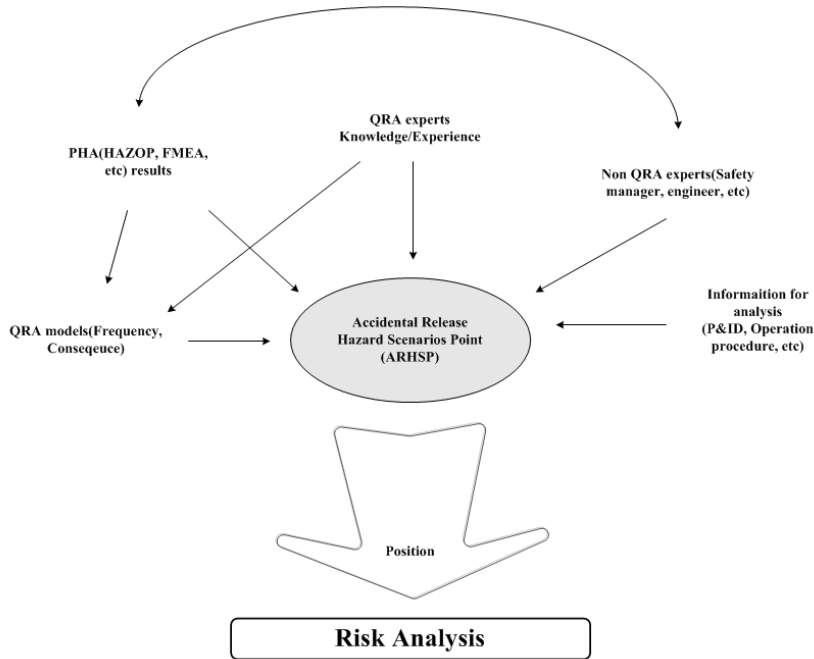 QRA experts
Knowledge/Experience
PHA(HAZOP, FMEA,
etc) results
Non QRA experts(Safety
manager, engineer, etc)
QRA models(Frequency,
Conseqeuce)
Accidental Release
Hazard Scenarios Point
(ARHSP)
Informaition for
analysis
(P&ID, Operation
procedure, etc)
Position
Risk Analysis